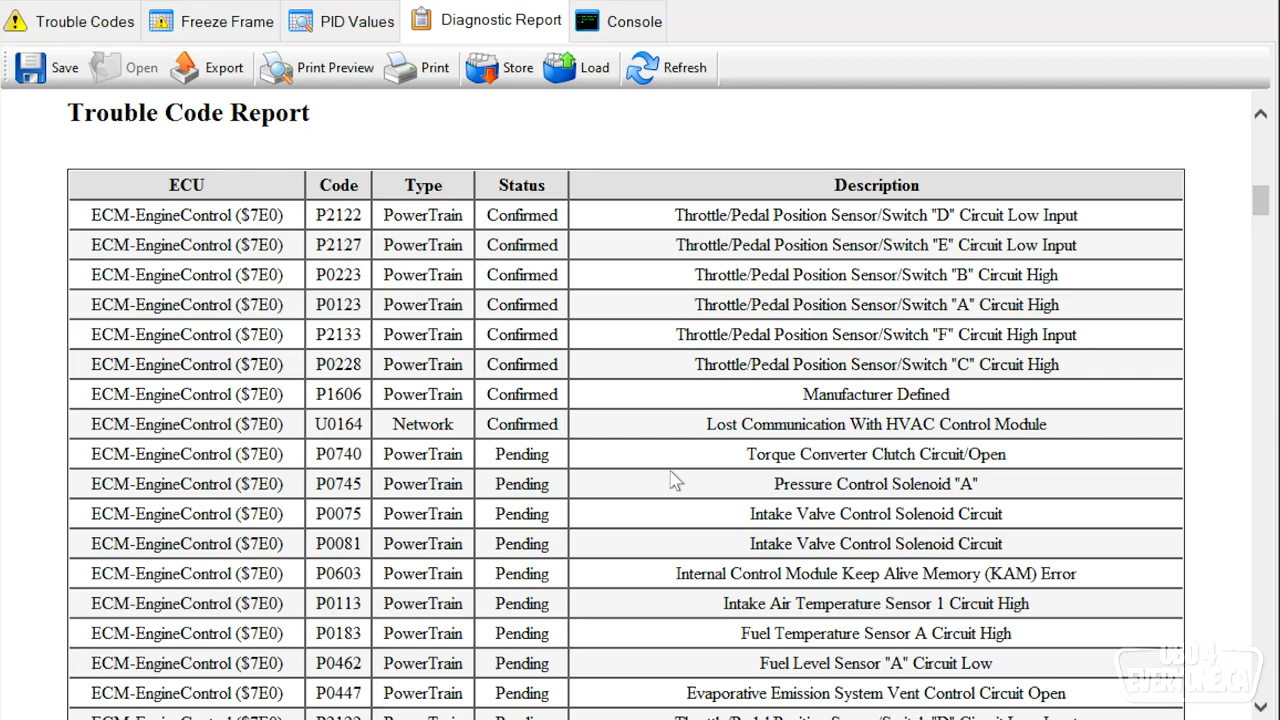 Trouble Codes Freeze Frame PID Values Diagnostic Report Console
Save Open Export Print Preview Print Store Load Refresh
Trouble Code Report
ECU Code Type Status Description
ECM-EngineControl ($7E0) P2122 PowerTrain Confirmed Throttle/Pedal Position Sensor/Switch "D" Circuit Low Input
ECM-EngineControl ($7E0) P2127 PowerTrain Confirmed Throttle/Pedal Position Sensor/Switch "E" Circuit Low Input
ECM-EngineControl ($7E0) P0223 PowerTrain Confirmed Throttle/Pedal Position Sensor/Switch "B" Circuit High
ECM-EngineControl ($7E0) P0123 PowerTrain Confirmed Throttle/Pedal Position Sensor/Switch "A" Circuit High
ECM-EngineControl ($7E0) P2133 PowerTrain Confirmed Throttle/Pedal Position Sensor/Switch "F" Circuit High Input
ECM-EngineControl ($7E0) P0228 PowerTrain Confirmed Throttle/Pedal Position Sensor/Switch "C" Circuit High
ECM-EngineControl ($7E0) P1606 PowerTrain Confirmed Manufacturer Defined
ECM-EngineControl ($7E0) U0164 Network Confirmed Lost Communication With HVAC Control Module
ECM-EngineControl ($7E0) P0740 PowerTrain Pending Torque Converter Clutch Circuit/Open
ECM-EngineControl ($7E0) P0745 PowerTrain Pending Pressure Control Solenoid "A"
ECM-EngineControl ($7E0) P0075 PowerTrain Pending Intake Valve Control Solenoid Circuit
ECM-EngineControl ($7E0) P0081 PowerTrain Pending Intake Valve Control Solenoid Circuit
ECM-EngineControl ($7E0) P0603 PowerTrain Pending Internal Control Module Keep Alive Memory (KAM) Error
ECM-EngineControl ($7E0) P0113 PowerTrain Pending Intake Air Temperature Sensor 1 Circuit High
ECM-EngineControl ($7E0) P0183 PowerTrain Pending Fuel Temperature Sensor A Circuit High
ECM-EngineControl ($7E0) P0462 PowerTrain Pending Fuel Level Sensor "A" Circuit Low
ECM-EngineControl ($7E0) P0447 PowerTrain Pending Evaporative Emission System Vent Control Circuit Open
OBD 4
EVERYONE.CA